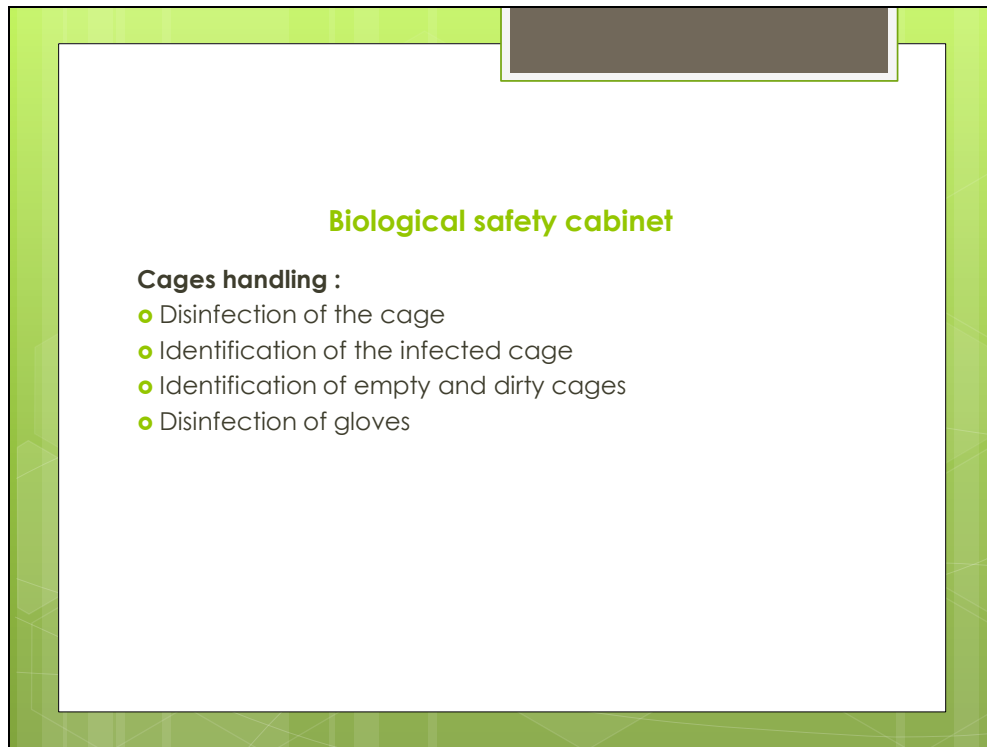 Biological safety cabinet
Cages handling :
Disinfection of the cage
Identification of the infected cage
Identification of empty and dirty cages
Disinfection of gloves